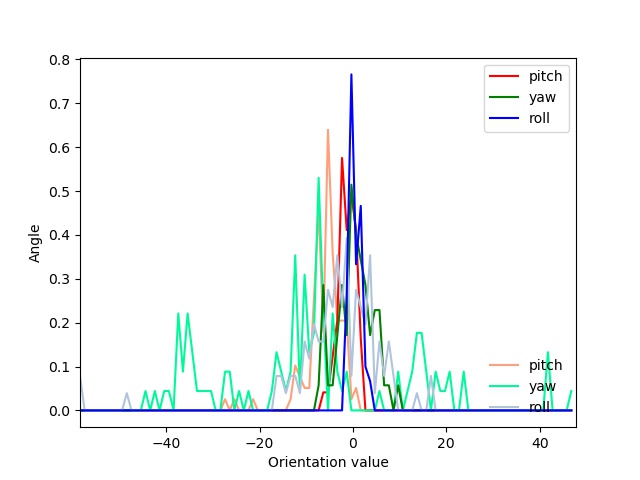 0.8
0.7
0.6
0.5
0.4
0.3
0.2
0.1
0.0
Angle
pitch
yaw
roll
pitch
yaw
roll
−40
−20
0
20
40
Orientation value